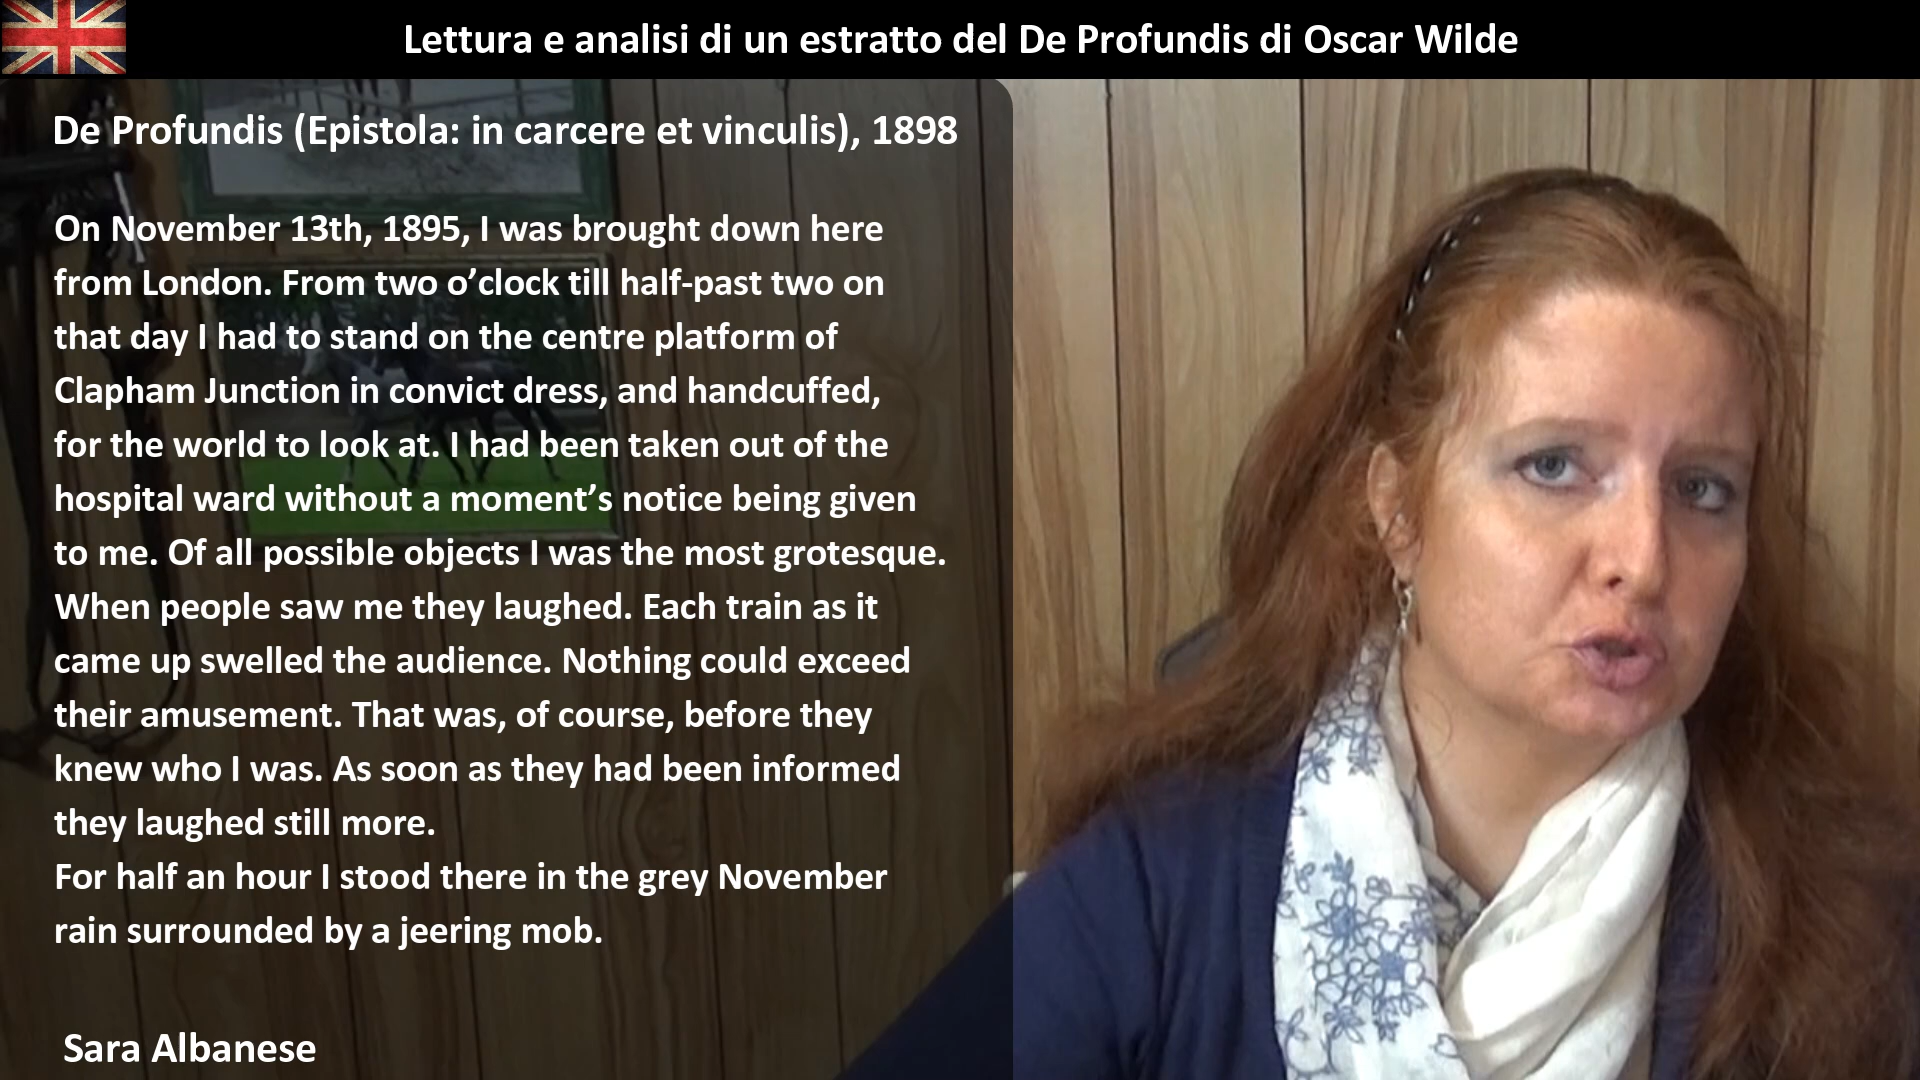 Lettura e analisi di un estratto del De Profundis di Oscar Wilde
De Profundis (Epistola: in carcere et vinculis), 1898
On November 13th, 1895, I was brought down here
from London. From two o’clock till half-past two on
that day I had to stand on the centre platform of
Clapham Junction in convict dress, and handcuffed,
for the world to look at. I had been taken out of the
hospital ward without a moment’s notice being given
to me. Of all possible objects I was the most grotesque.
When people saw me they laughed. Each train as it
came up swelled the audience. Nothing could exceed
their amusement. That was, of course, before they
knew who I was. As soon as they had been informed
they laughed still more.
For half an hour I stood there in the grey November
rain surrounded by a jeering mob.
Sara Albanese